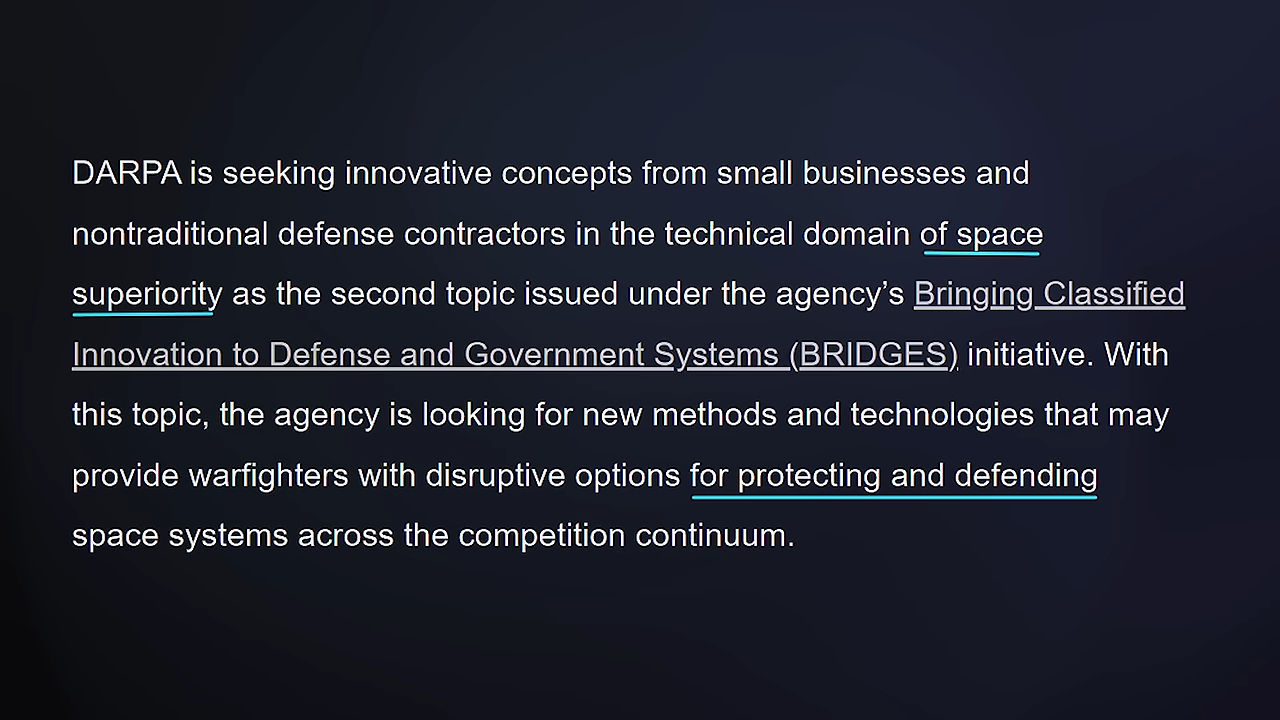 DARPA is seeking innovative concepts from small businesses and
nontraditional defense contractors in the technical domain of space
superiority as the second topic issued under the agency’s Bringing Classified
Innovation to Defense and Government Systems (BRIDGES) initiative. With
this topic, the agency is looking for new methods and technologies that may
provide warfighters with disruptive options for protecting and defending
space systems across the competition continuum.